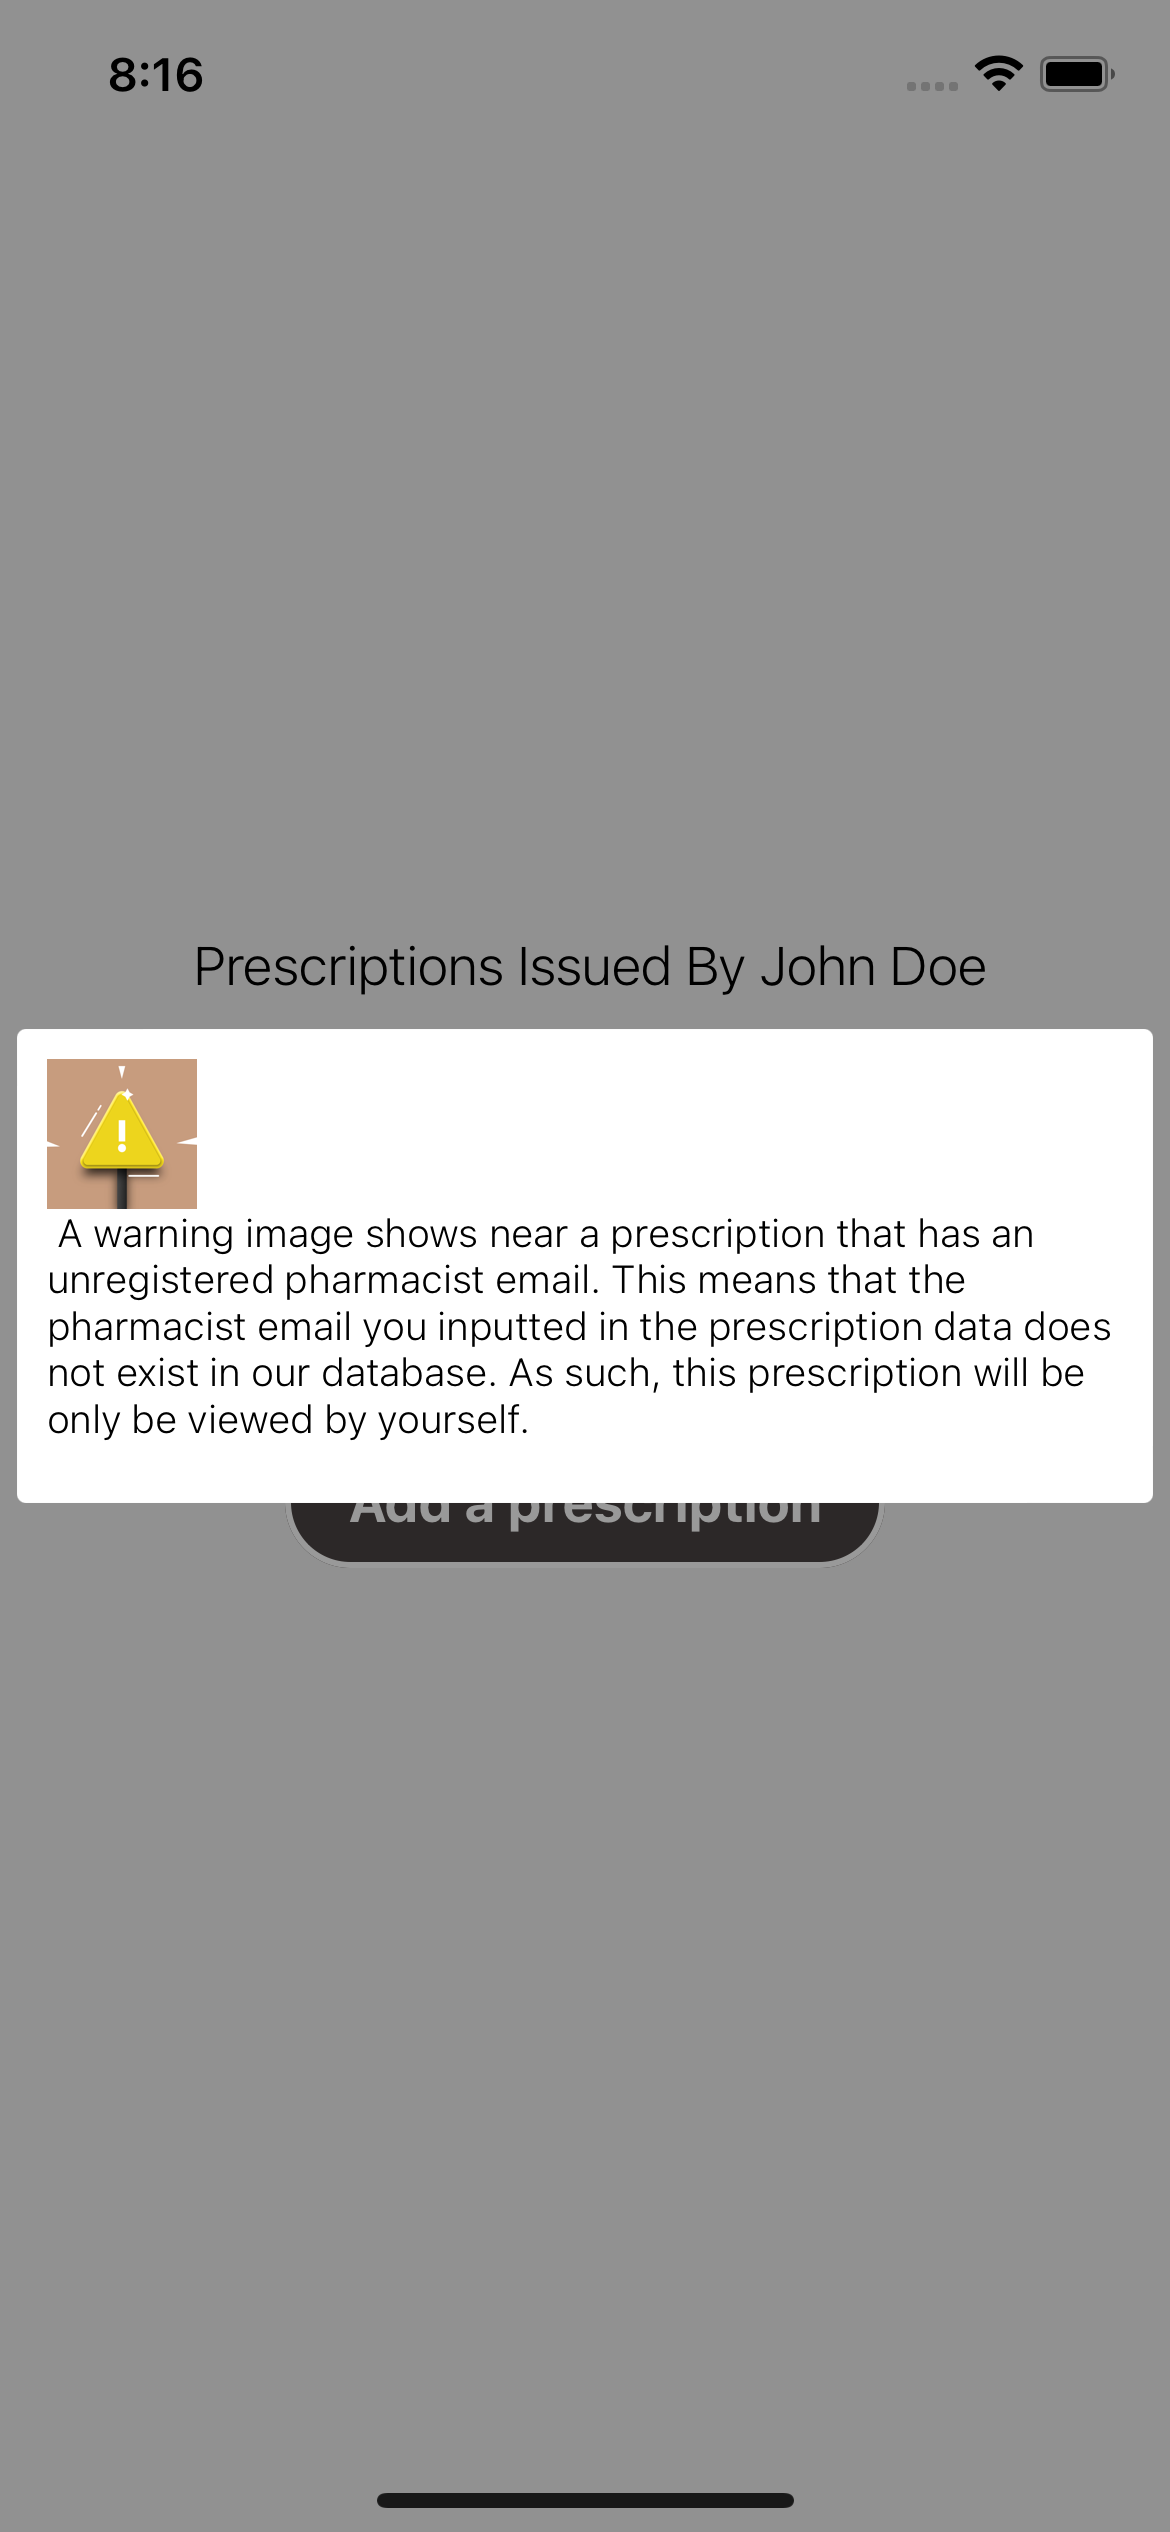 8:16
Prescriptions Issued By John Doe
A warning image shows near a prescription that has an
unregistered pharmacist email. This means that the
pharmacist email you inputted in the prescription data does
not exist in our database. As such, this prescription will be
only be viewed by yourself.
Add a prescription